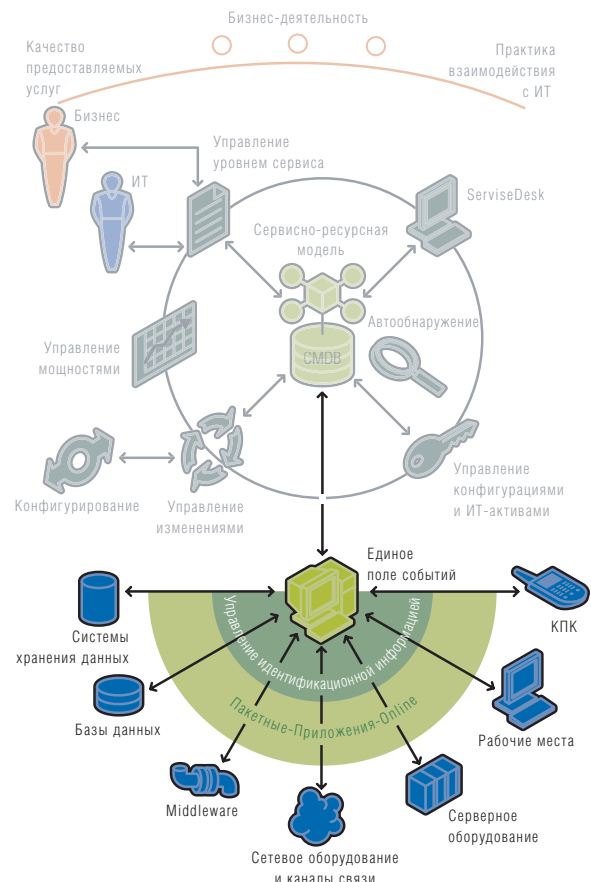 Бизнес-деятельность
Качество
предоставляемых
услуг
Практика
взаимодействия
с ИТ
Бизнес
Управление
уровнем сервиса
ИТ
ServiseDesk
Сервисно-ресурсная
модель
Автообнаружение
CMDB
Управление
мощностями
Управление
конфигурациями
и ИТ-активами
Конфигурирование
Управление
изменениями
Единое
поле событий
Управление идентификационной информацией
Пакетные-Приложения-Online
Системы
хранения данных
КПК
Базы данных
Рабочие места
Middleware
Серверное
оборудование
Сетевое оборудование
и каналы связи